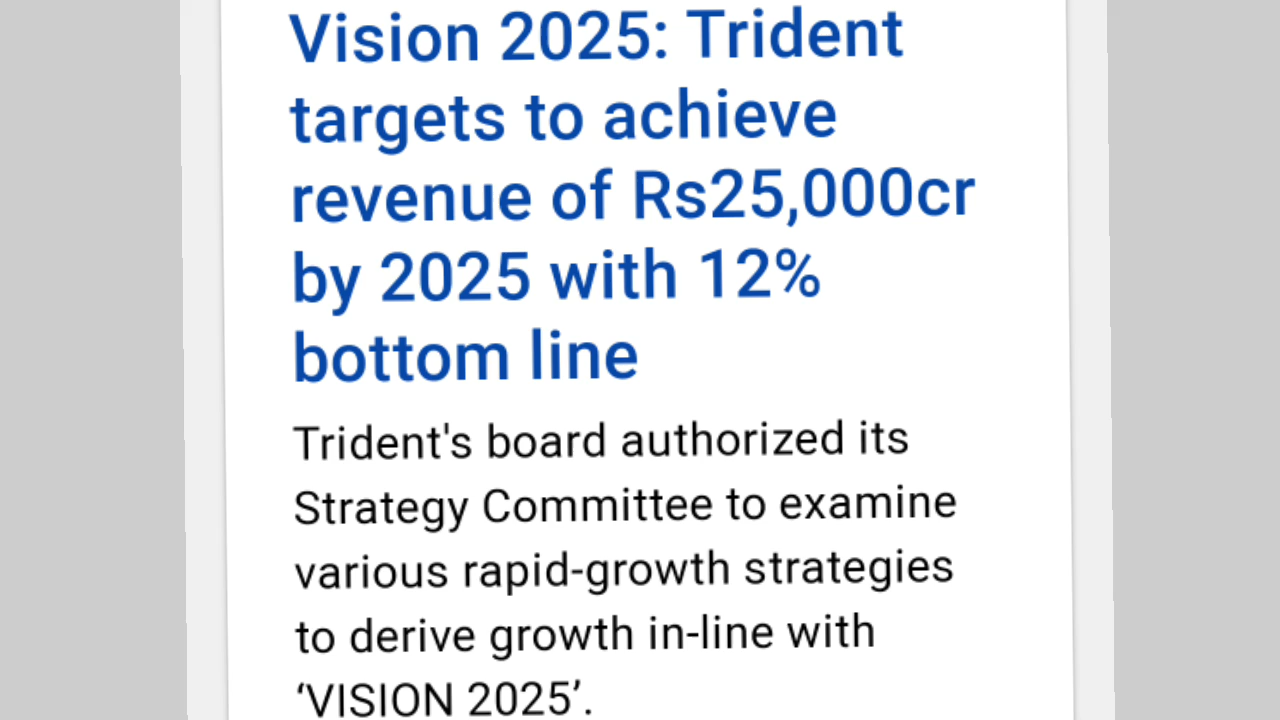 Vision 2025: Trident
targets to achieve
revenue of Rs25,000cr
by 2025 with 12%
bottom line
Trident's board authorized its
Strategy Committee to examine
various rapid-growth strategies
to derive growth in-line with
‘VISION 2025’.